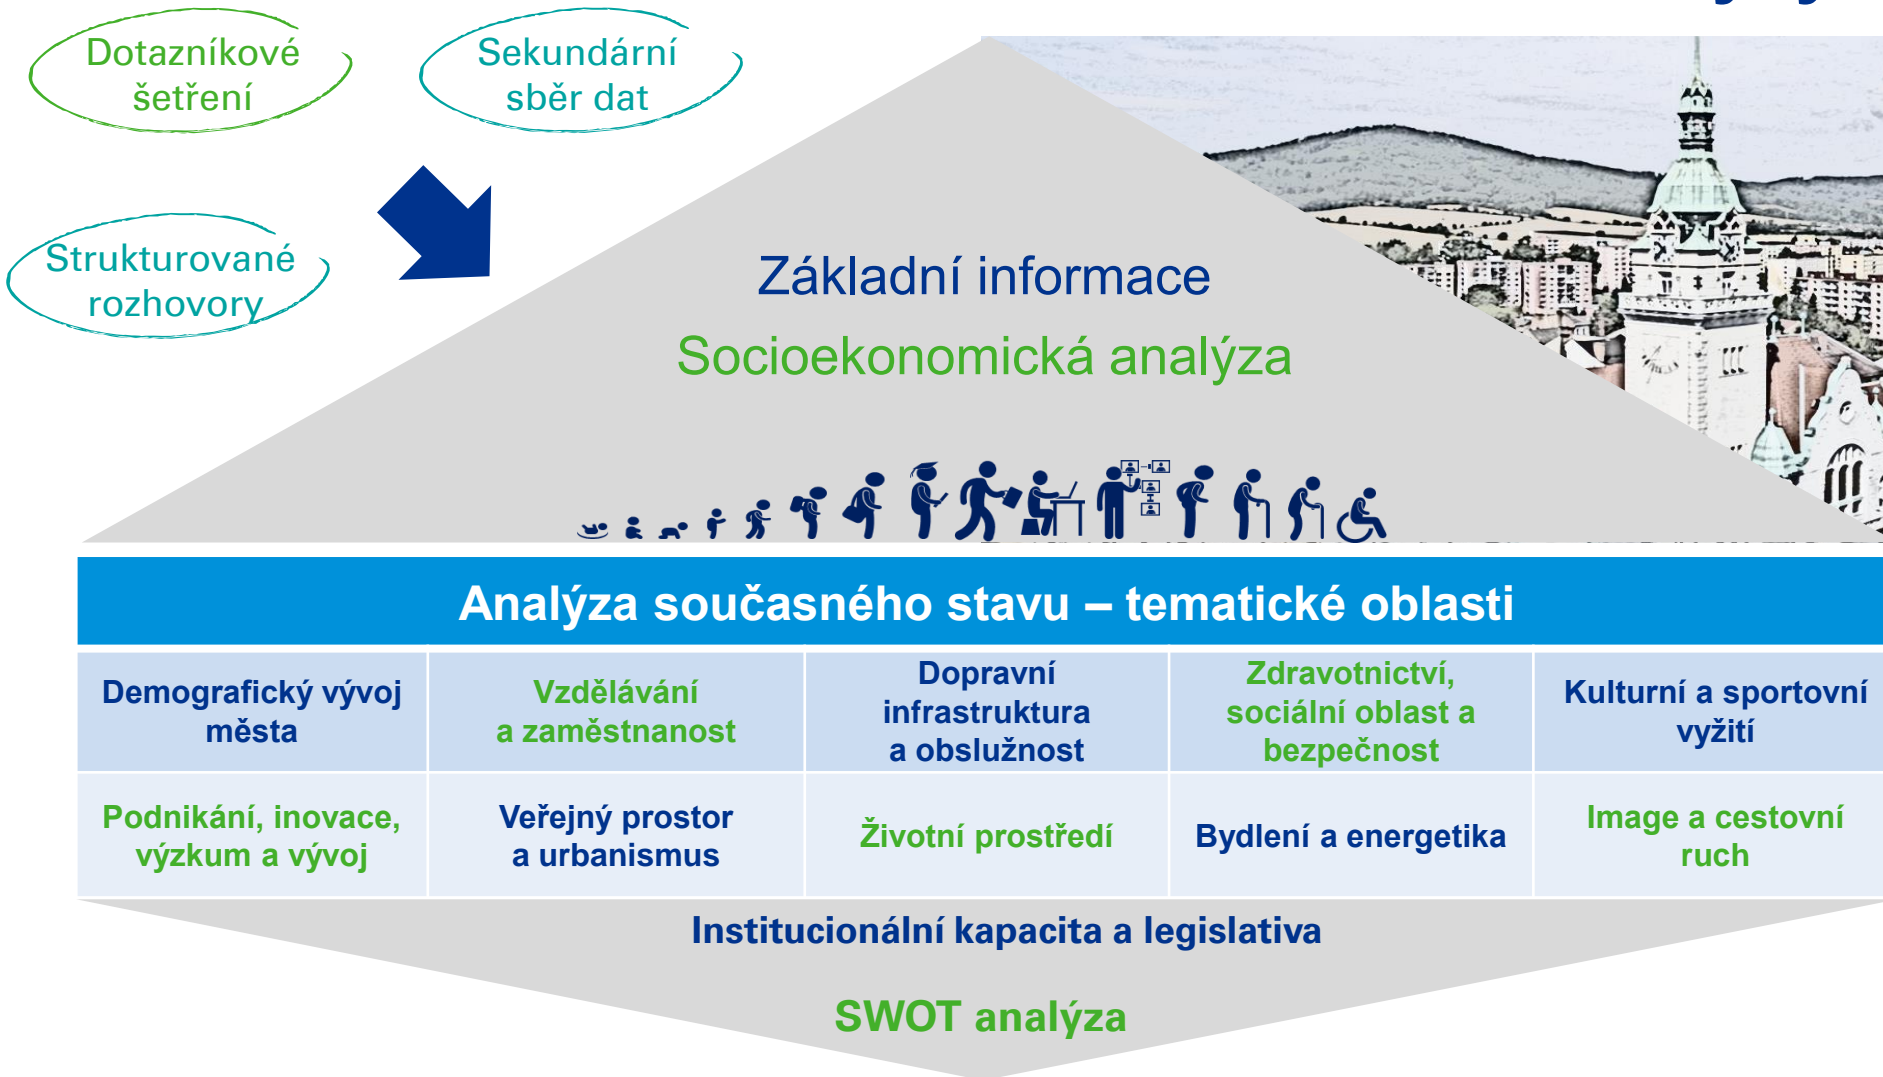 Dotazníkové
šetření
Sekundární
sběr dat
Strukturované
rozhovory
Základní informace
Socioekonomická analýza
Analýza současného stavu – tematické oblasti
Demografický vývoj
města
Vzdělávání
a zaměstnanost
Dopravní
infrastruktura
a obslužnost
Zdravotnictví,
sociální oblast a
bezpečnost
Kulturní a sportovní
vyžití
Podnikání, inovace,
výzkum a vývoj
Veřejný prostor
a urbanismus
Životní prostředí
Bydlení a energetika
Image a cestovní
ruch
Institucionální kapacita a legislativa
SWOT analýza